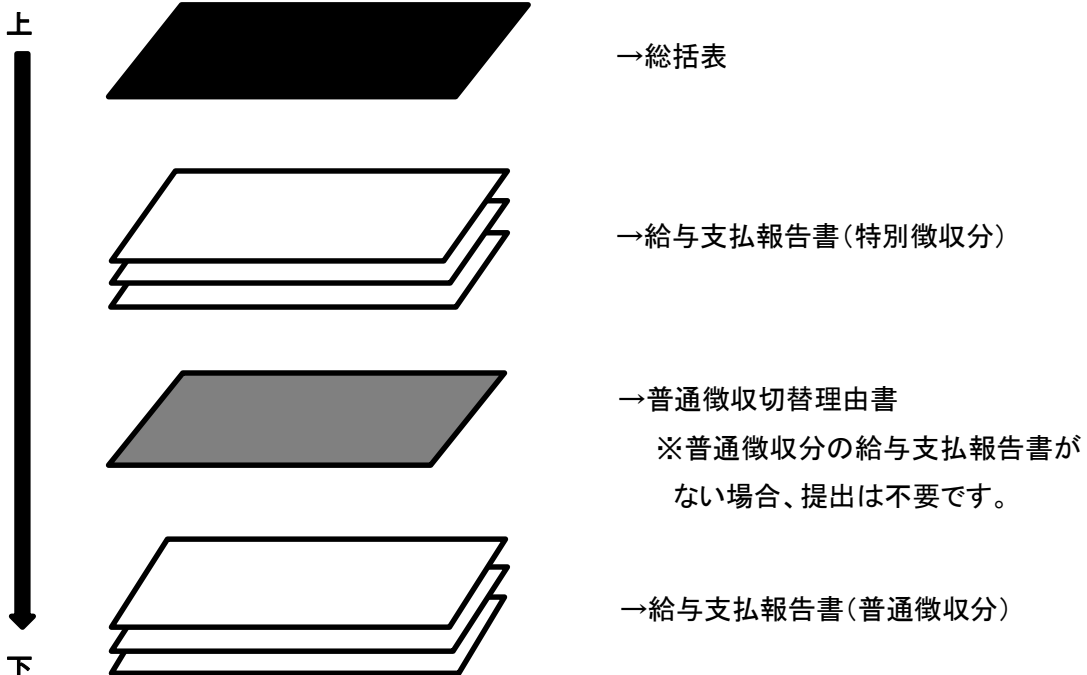 上
→総括表
→給与支払報告書（特別徴収分）
→普通徴収切替理由書
※普通徴収分の給与支払報告書が
ない場合、提出は不要です。
→給与支払報告書（普通徴収分）
下